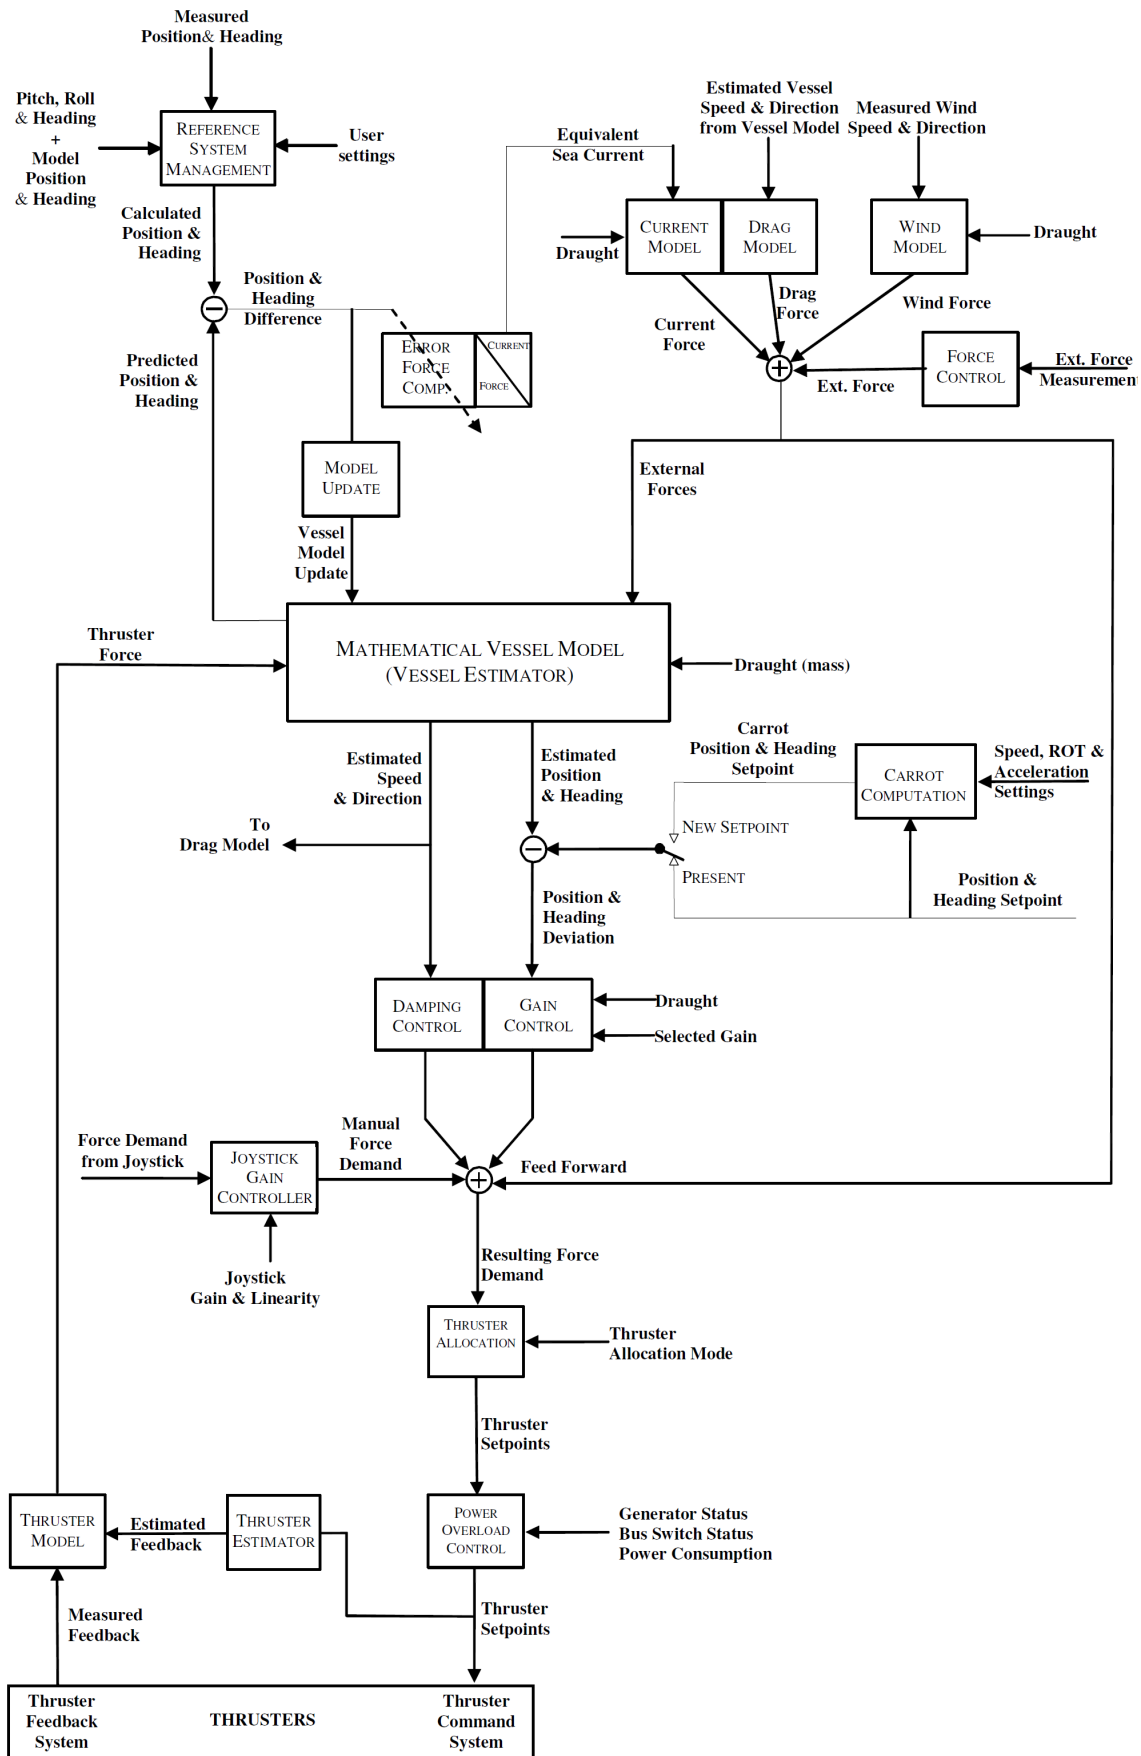 Measured
Position& Heading
Pitch, Roll
& Heading
+
Model
Position
& Heading
REFERENCE
SYSTEM
MANAGEMENT
User
settings
Calculated
Position &
Heading
Position &
Heading
Difference
Predicted
Position &
Heading
ERROR
FORCE
COMP.
CURRENT
FORCE
Equivalent
Sea Current
Estimated Vessel
Speed & Direction
from Vessel Model
Measured Wind
Speed & Direction
Draught
CURRENT
MODEL
DRAG
MODEL
WIND
MODEL
Draught
Current
Force
Drag
Force
Wind Force
+
Ext. Force
FORCE
CONTROL
Ext. Force
Measurement
MODEL
UPDATE
Vessel
Model
Update
External
Forces
Thruster
Force
MATHEMATICAL VESSEL MODEL
(VESSEL ESTIMATOR)
Draught (mass)
Estimated
Speed
& Direction
Estimated
Position
& Heading
Carrot
Position & Heading
Setpoint
CARROT
COMPUTATION
Speed, ROT &
Acceleration
Settings
To
Drag Model
NEW SETPOINT
PRESENT
Position &
Heading Setpoint
Position &
Heading
Deviation
DAMPING
CONTROL
GAIN
CONTROL
Draught
Selected Gain
Force Demand
from Joystick
JOYSTICK
GAIN
CONTROLLER
Manual
Force
Demand
+
Feed Forward
Joystick
Gain & Linearity
Resulting Force
Demand
THRUSTER
ALLOCATION
Thruster
Allocation Mode
Thruster
Setpoints
THRUSTER
MODEL
Estimated
Feedback
THRUSTER
ESTIMATOR
POWER
OVERLOAD
CONTROL
Generator Status
Bus Switch Status
Power Consumption
Measured
Feedback
Thruster
Setpoints
Thruster
Feedback
System
THRUSTERS
Thruster
Command
System